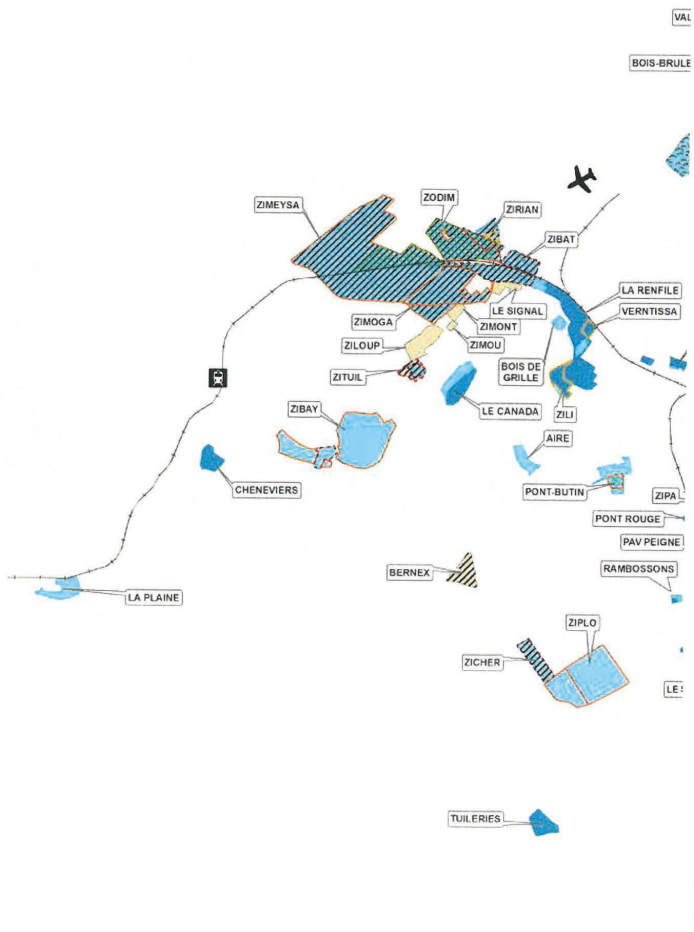 VAL
BOIS-BRULE
ZODIM
ZIMEYSA
ZIRIAN
ZIBAT
LA RENFILE
LE SIGNAL
VERNTISSA
ZIMOGA
ZIMONT
ZILOUP
ZIMOU
BOIS DE
GRILLE
ZITUIL
ZIBAY
LE CANADA
ZILI
AIRE
CHENEVIERS
PONT-BUTIN
ZIPA
PONT ROUGE
PAV PEIGNE
BERNEX
RAMBOSSONS
LA PLAINE
ZIPLO
ZICHER
LE S
TUILERIES